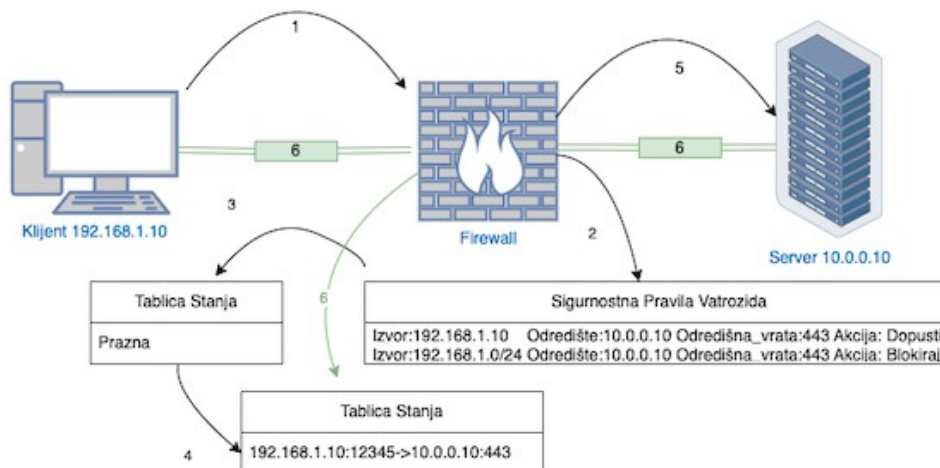 1
5
6
6
Klijent 192.168.1.10
Firewall
Server 10.0.0.10
3
2
6
Tablica Stanja
Prazna
Sigurnostna Pravila Vatrozida
Izvor:192.168.1.10 Odredište:10.0.0.10 Odredišna_vrata:443 Akcija: Dopusti
Izvor:192.168.1.0/24 Odredište:10.0.0.10 Odredišna_vrata:443 Akcija: Blokiraj
4
Tablica Stanja
192.168.1.10:12345->10.0.0.10:443